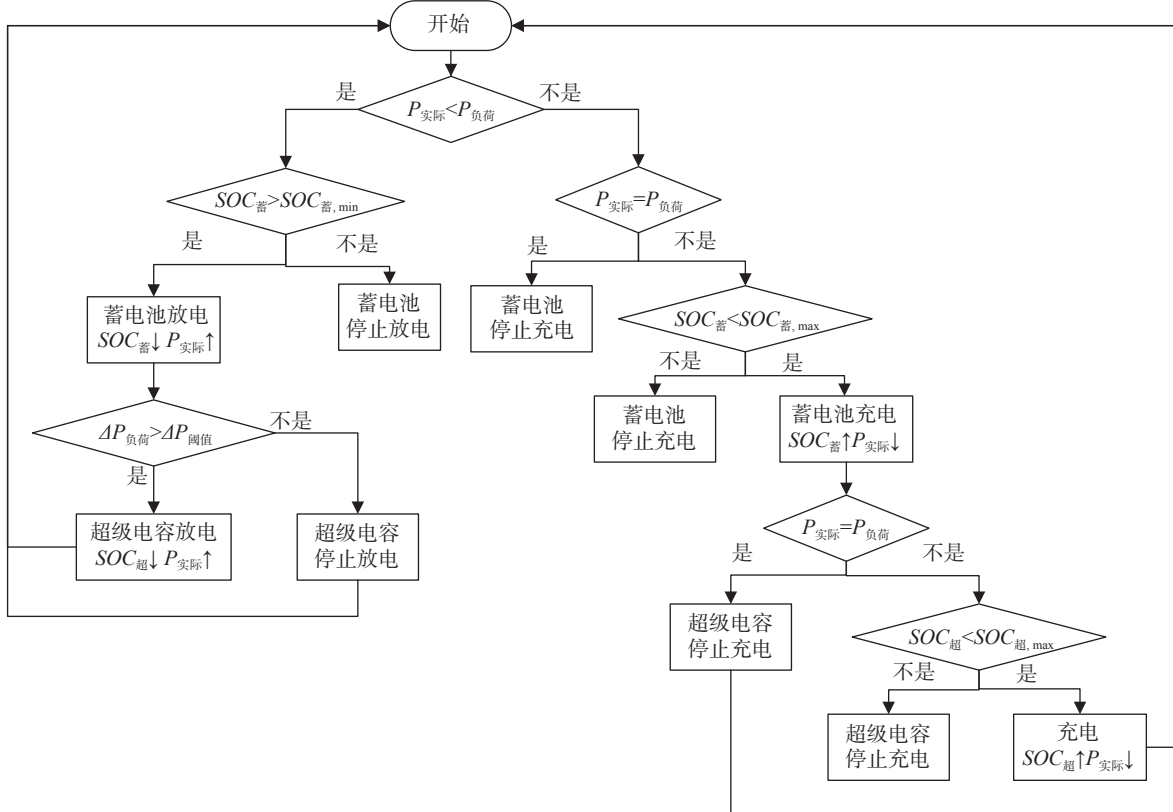 开始
是
不是
P实际<P负荷
SOC蓄>SOC蓄, min
P实际=P负荷
是
不是
是
不是
蓄电池放电
SOC蓄↓ P实际↑
蓄电池
停止放电
蓄电池
停止充电
SOC蓄<SOC蓄, max
不是
是
ΔP负荷>ΔP阈值
不是
是
蓄电池
停止充电
蓄电池充电
SOC蓄↑P实际↓
超级电容放电
SOC超↓ P实际↑
超级电容
停止放电
P实际=P负荷
是
不是
超级电容
停止充电
SOC超<SOC超, max
不是
是
超级电容
停止充电
充电
SOC超↑P实际↓